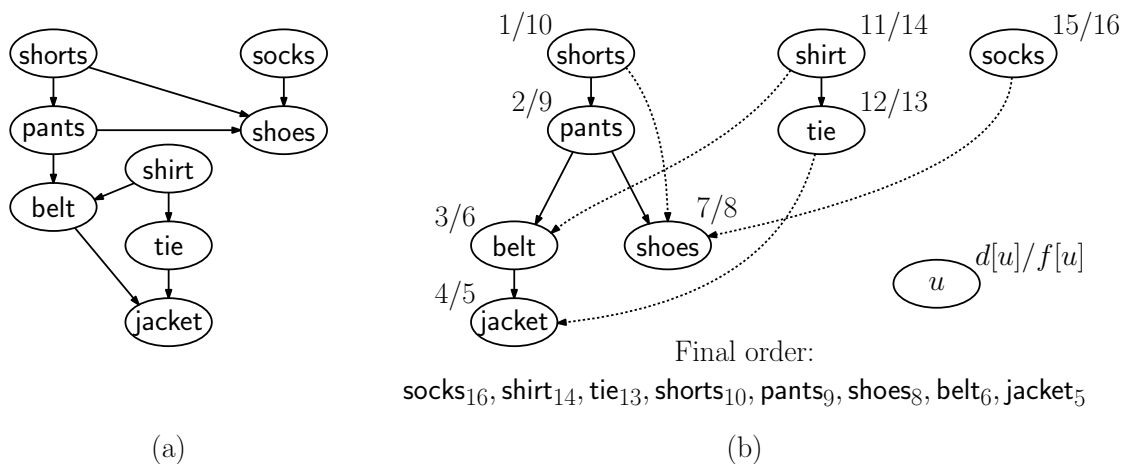 shorts
socks
pants
shoes
shirt
belt
tie
jacket
(a)
1/10
shorts
11/14
shirt
15/16
socks
2/9
pants
12/13
tie
3/6
belt
7/8
shoes
d[u]/f[u]
u
4/5
jacket
Final order:
socks₁₆, shirt₁₄, tie₁₃, shorts₁₀, pants₉, shoes₈, belt₆, jacket₅
(b)